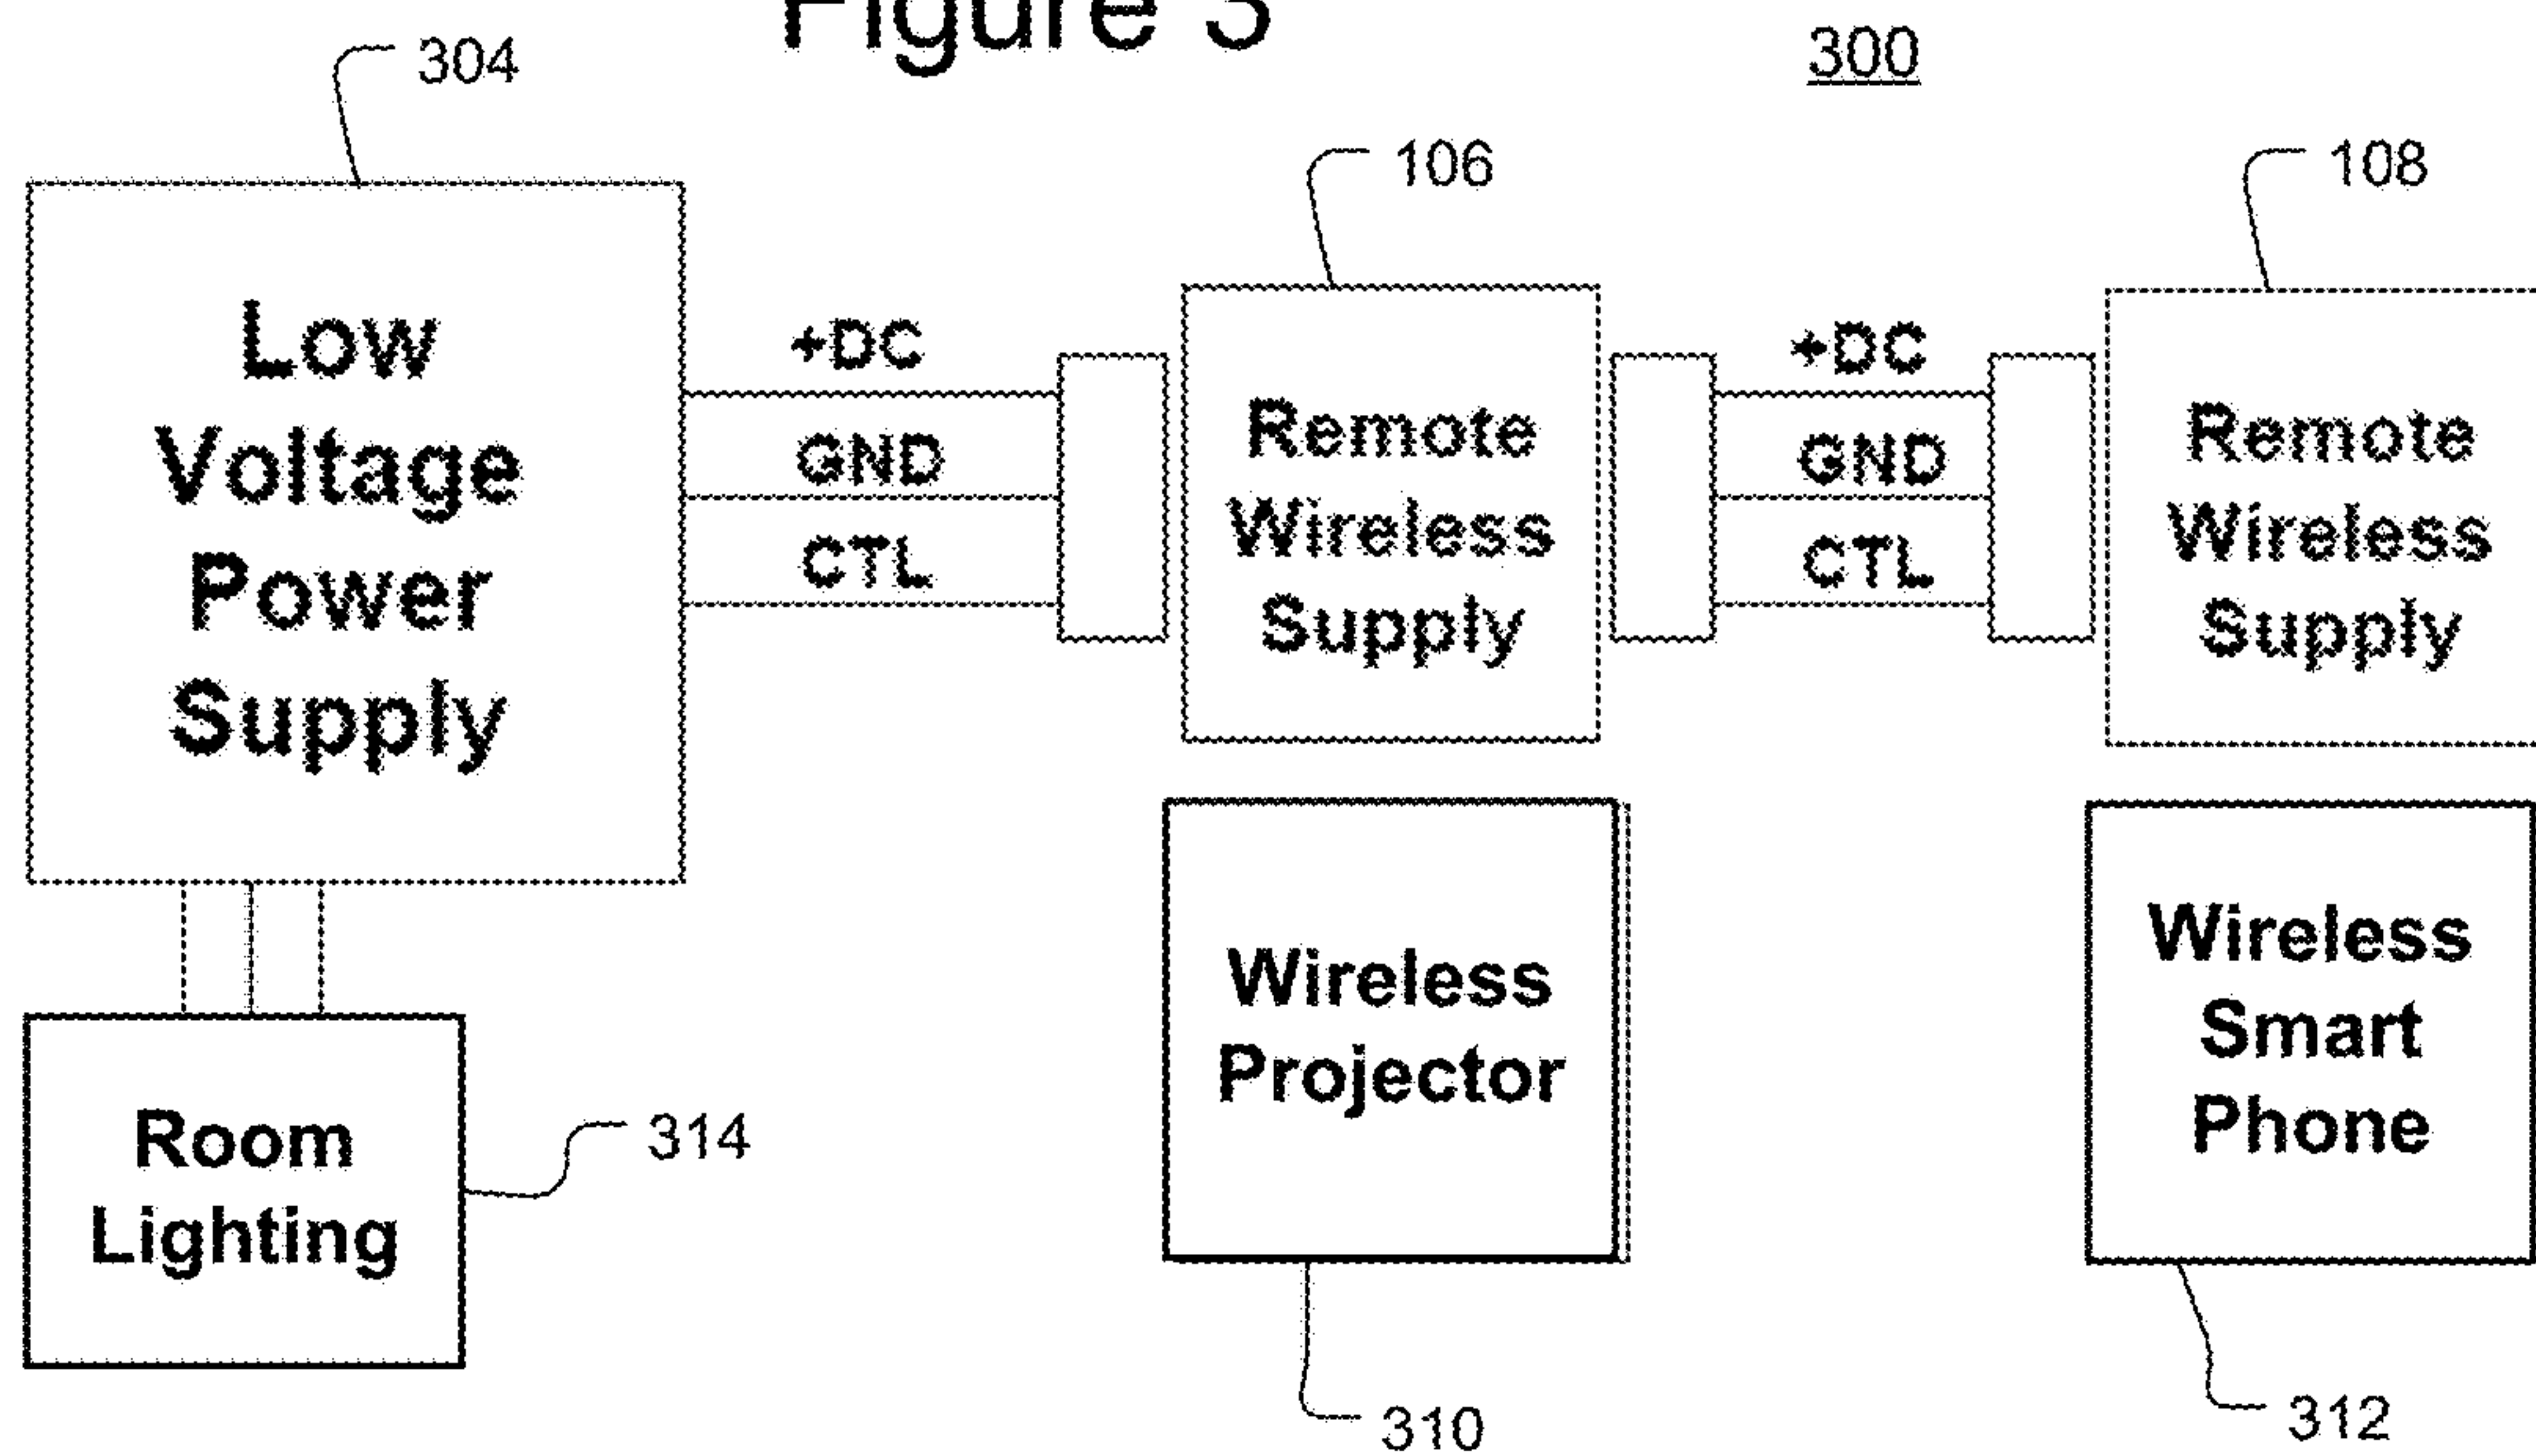 Figure 3
300
304
106
108
Low
Voltage
Power
Supply
+DC
GND
CTL
Remote
Wireless
Supply
+DC
GND
CTL
Remote
Wireless
Supply
Room
Lighting
314
Wireless
Projector
310
Wireless
Smart
Phone
312